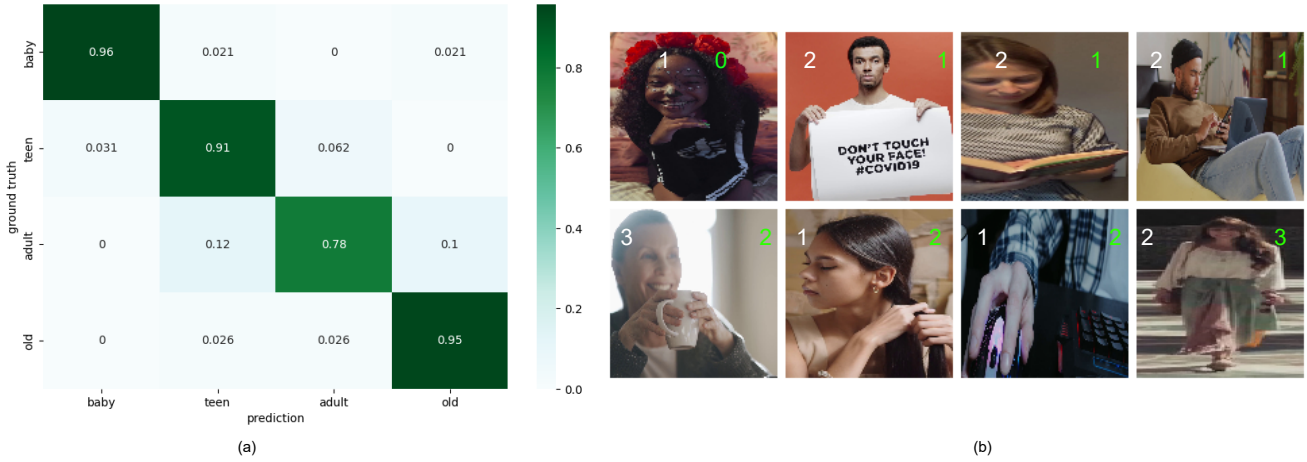 ground truth
baby
teen
adult
old
0.96 0.021 0 0.021
0.031 0.91 0.062 0
0 0.12 0.78 0.1
0 0.026 0.026 0.95
baby teen adult old
prediction
0.8
0.6
0.4
0.2
0.0
(a)
1 0 2 1 2 1 2 1
DON'T TOUCH
YOUR FACE!
#COVID19
3 2 1 2 1 2 2 3
(b)